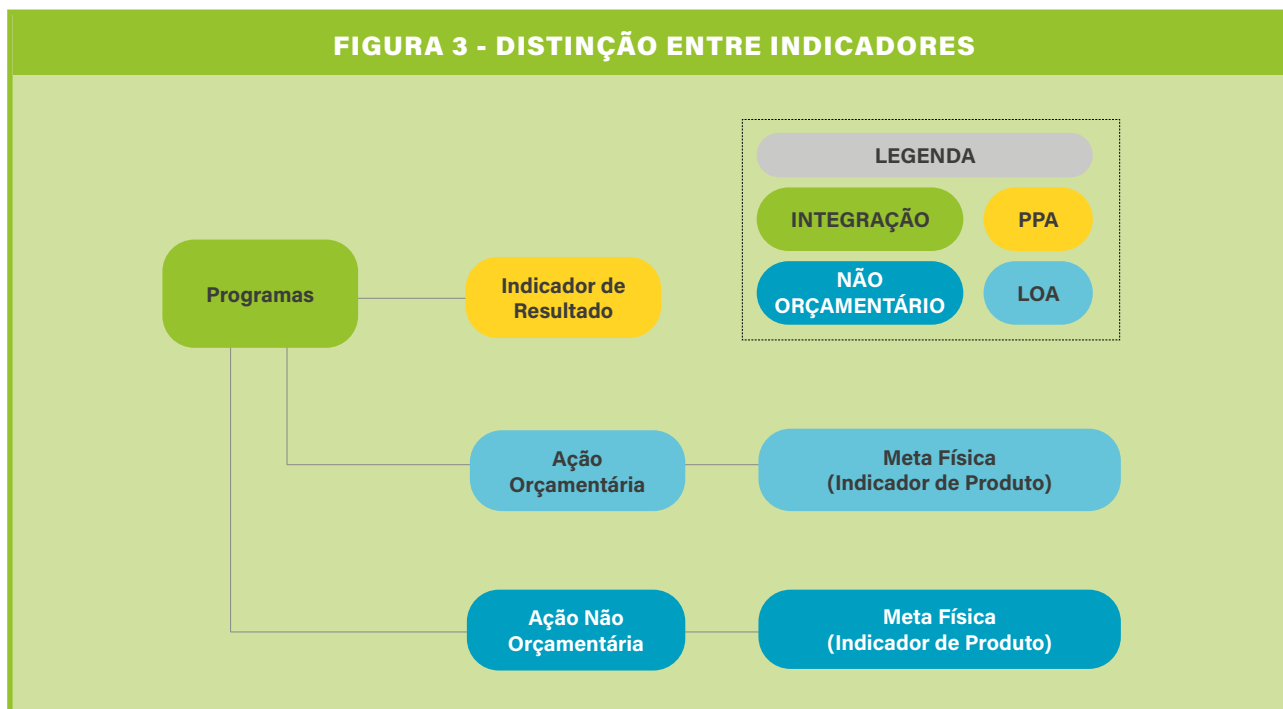 FIGURA 3 - DISTINÇÃO ENTRE INDICADORES
LEGENDA
INTEGRAÇÃO
PPA
NÃO
ORÇAMENTÁRIO
LOA
Programas
Indicador de
Resultado
Ação
Orçamentária
Meta Física
(Indicador de Produto)
Ação Não
Orçamentária
Meta Física
(Indicador de Produto)